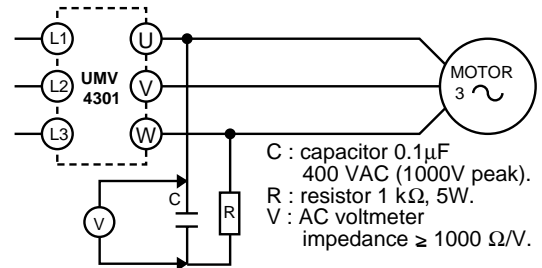 L1
U
L2
UMV
4301
V
MOTOR
3
L3
W
C : capacitor 0.1µF
400 VAC (1000V peak).
R : resistor 1 kΩ, 5W.
V : AC voltmeter
impedance ≥ 1000 Ω/V.
C
V
R